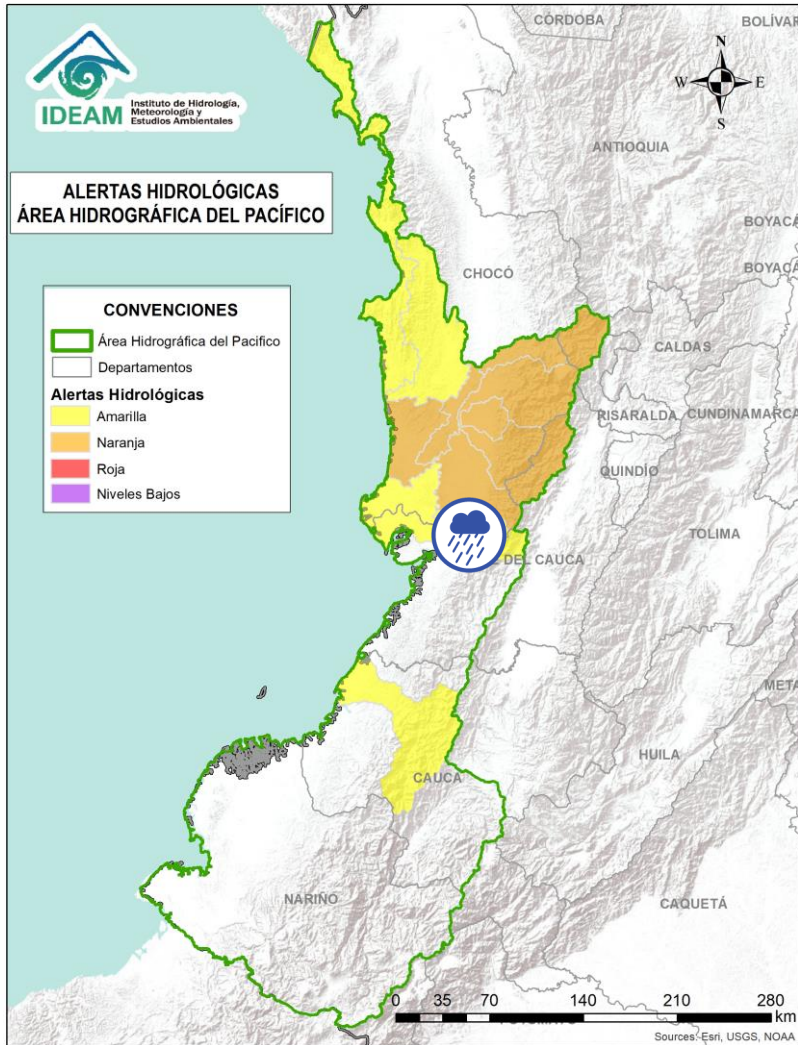 CÓRDOBA
BOLÍVAR
N
W
E
S
IDEAM
Instituto de Hidrología,
Meteorología y
Estudios Ambientales
ANTIOQUIA
ALERTAS HIDROLÓGICAS
ÁREA HIDROGRÁFICA DEL PACÍFICO
BOYACÁ
BOYACÁ
CHOCÓ
CONVENCIONES
Área Hidrográfica del Pacifico
Departamentos
Alertas Hidrológicas
Amarilla
Naranja
Roja
Niveles Bajos
CALDAS
RISARALDA
CUNDINAMARCA
QUINDÍO
TOLIMA
E DEL CAUCA
META
HUILA
CAUCA
NARIÑO
CAQUETÁ
0 35 70 140 210 280
km
Sources: Esri, USGS, NOAA